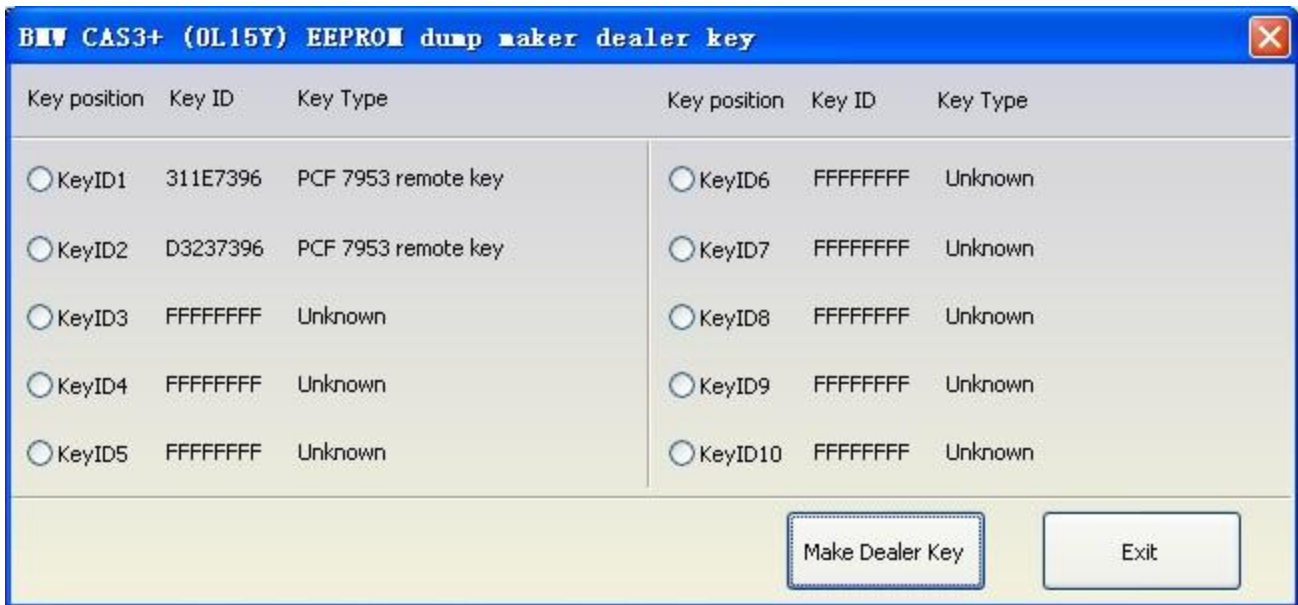 BMW CAS3+ (0L15Y) EEPROM dump maker dealer key
Key position Key ID Key Type Key position Key ID Key Type
KeyID1 311E7396 PCF 7953 remote key KeyID6 FFFFFFFF Unknown
KeyID2 D3237396 PCF 7953 remote key KeyID7 FFFFFFFF Unknown
KeyID3 FFFFFFFF Unknown KeyID8 FFFFFFFF Unknown
KeyID4 FFFFFFFF Unknown KeyID9 FFFFFFFF Unknown
KeyID5 FFFFFFFF Unknown KeyID10 FFFFFFFF Unknown
Make Dealer Key Exit